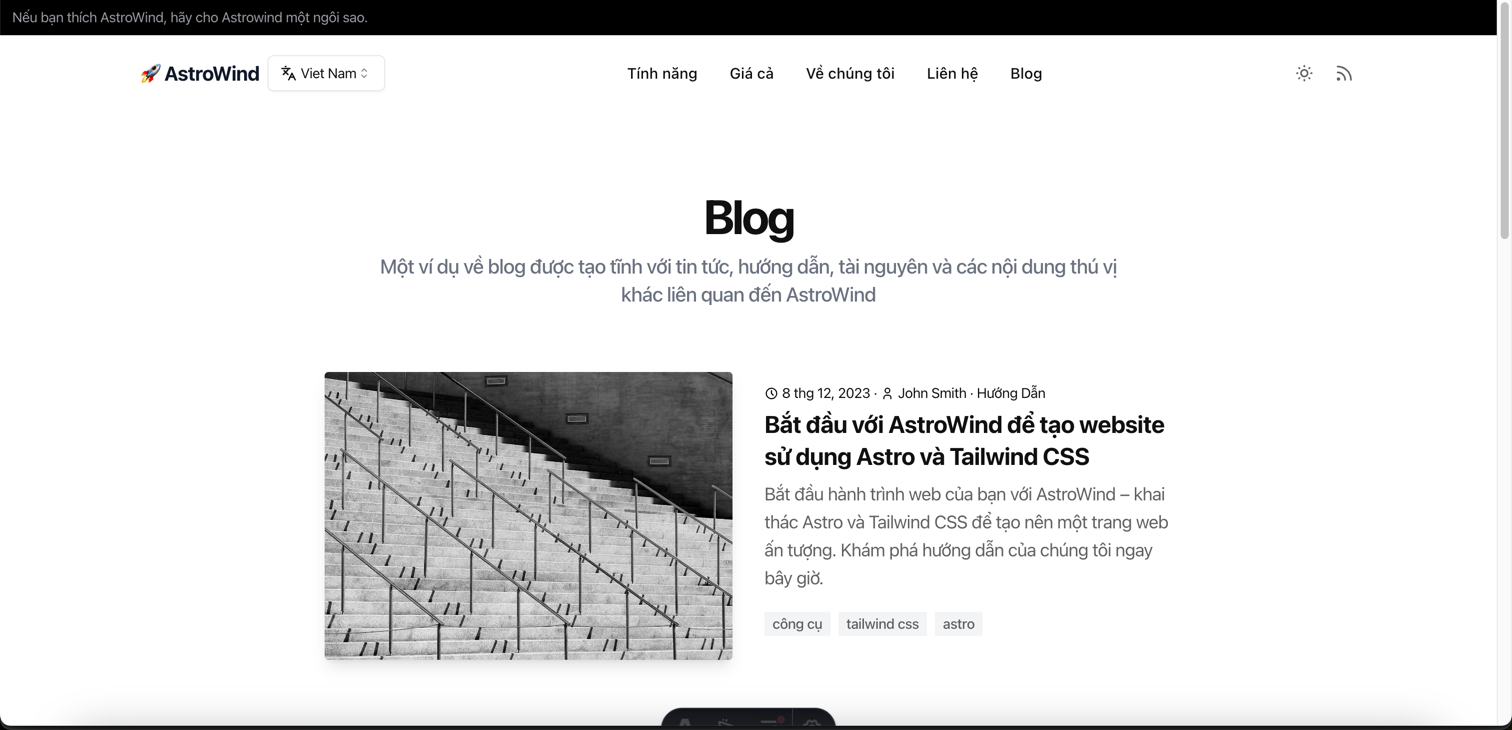 Nếu bạn thích AstroWind, hãy cho Astrowind một ngôi sao.
🚀 AstroWind Viet Nam Tính năng Giá cả Về chúng tôi Liên hệ Blog
Blog
Một ví dụ về blog được tạo tĩnh với tin tức, hướng dẫn, tài nguyên và các nội dung thú vị
khác liên quan đến AstroWind
8 thg 12, 2023 · John Smith · Hướng Dẫn
Bắt đầu với AstroWind để tạo website
sử dụng Astro và Tailwind CSS
Bắt đầu hành trình web của bạn với AstroWind – khai
thác Astro và Tailwind CSS để tạo nên một trang web
ấn tượng. Khám phá hướng dẫn của chúng tôi ngay
bây giờ.
công cụ tailwind css astro